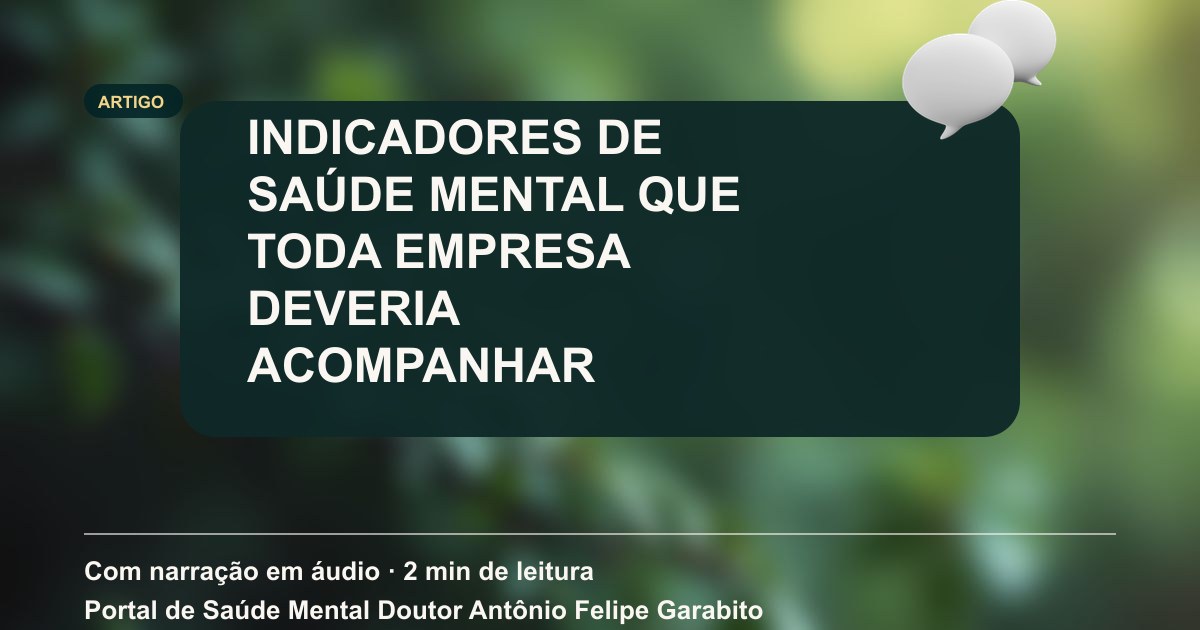 ARTIGO
INDICADORES DE
SAÚDE MENTAL QUE
TODA EMPRESA
DEVERIA
ACOMPANHAR
Com narração em áudio · 2 min de leitura
Portal de Saúde Mental Doutor Antônio Felipe Garabito